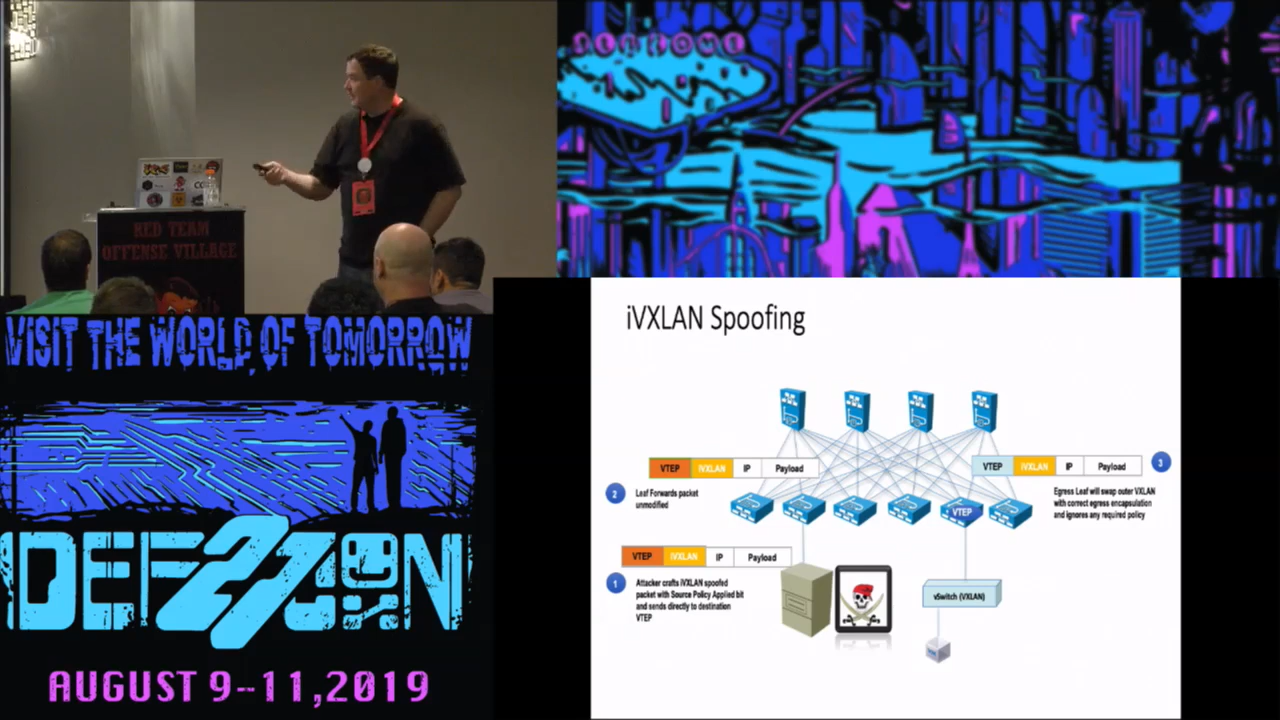 WELCOME
RED TEAM
OFFENSE VILLAGE
VISIT THE WORLD OF TOMORROW
DEFCON
27
AUGUST 9--11,2019
iVXLAN Spoofing
VTEP iVXLAN IP Payload
2 Leaf Forwards packet
unmodified
VTEP iVXLAN IP Payload 3
Egress Leaf will swap outer VXLAN
with correct egress encapsulation
and ignores any required policy
VTEP
VTEP iVXLAN IP Payload
1 Attacker crafts iVXLAN spoofed
packet with Source Policy Applied bit
and sends directly to destination
VTEP
vSwitch (VXLAN)